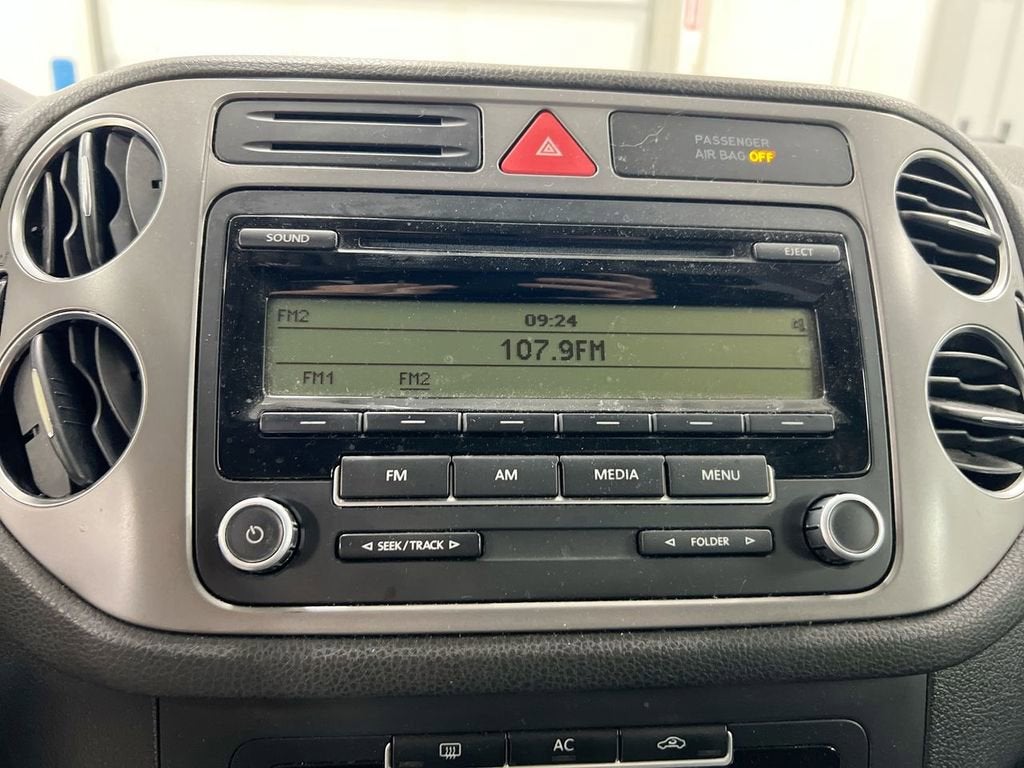 PASSENGER
AIR BAG OFF
SOUND
EJECT
FM2
09:24
107.9FM
FM1 FM2
FM AM MEDIA MENU
SEEK/TRACK
FOLDER
AC